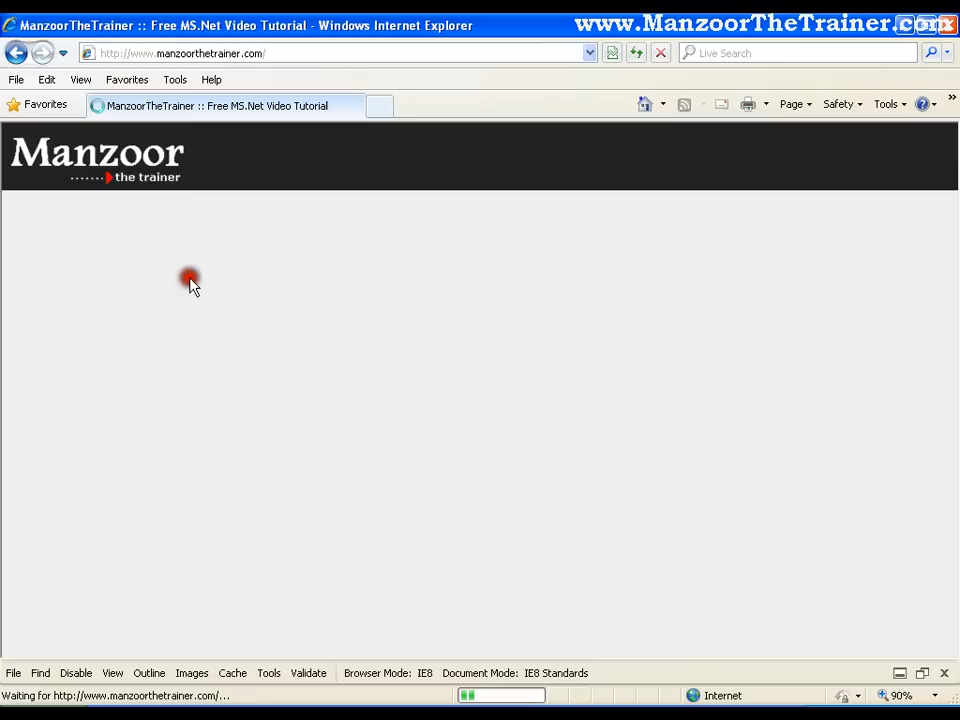 ManzoorTheTrainer :: Free MS.Net Video Tutorial - Windows Internet Explorer
www.ManzoorTheTrainer.com
http://www.manzoorthetrainer.com/
Live Search
File Edit View Favorites Tools Help
Favorites
ManzoorTheTrainer :: Free MS.Net Video Tutorial
Page Safety Tools
Manzoor
the trainer
File Find Disable View Outline Images Cache Tools Validate Browser Mode: IE8 Document Mode: IE8 Standards
Waiting for http://www.manzoorthetrainer.com/... Internet 90%